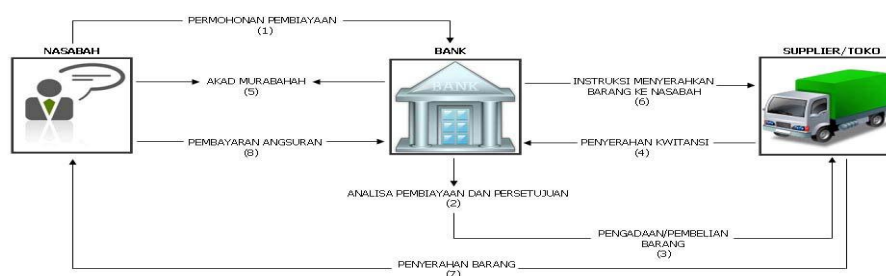 PERMOHONAN PEMBIAYAAN
(1)
NASABAH
BANK
SUPPLIER/TOKO
BANK
AKAD MURABAHAH
(5)
INSTRUKSI MENYERAHKAN
BARANG KE NASABAH
(6)
PEMBAYARAN ANGSURAN
(8)
PENYERAHAN KWITANSI
(4)
ANALISA PEMBIAYAAN DAN PERSETUJUAN
(2)
PENGADAAN/PEMBELIAN
BARANG
(3)
PENYERAHAN BARANG
(7)